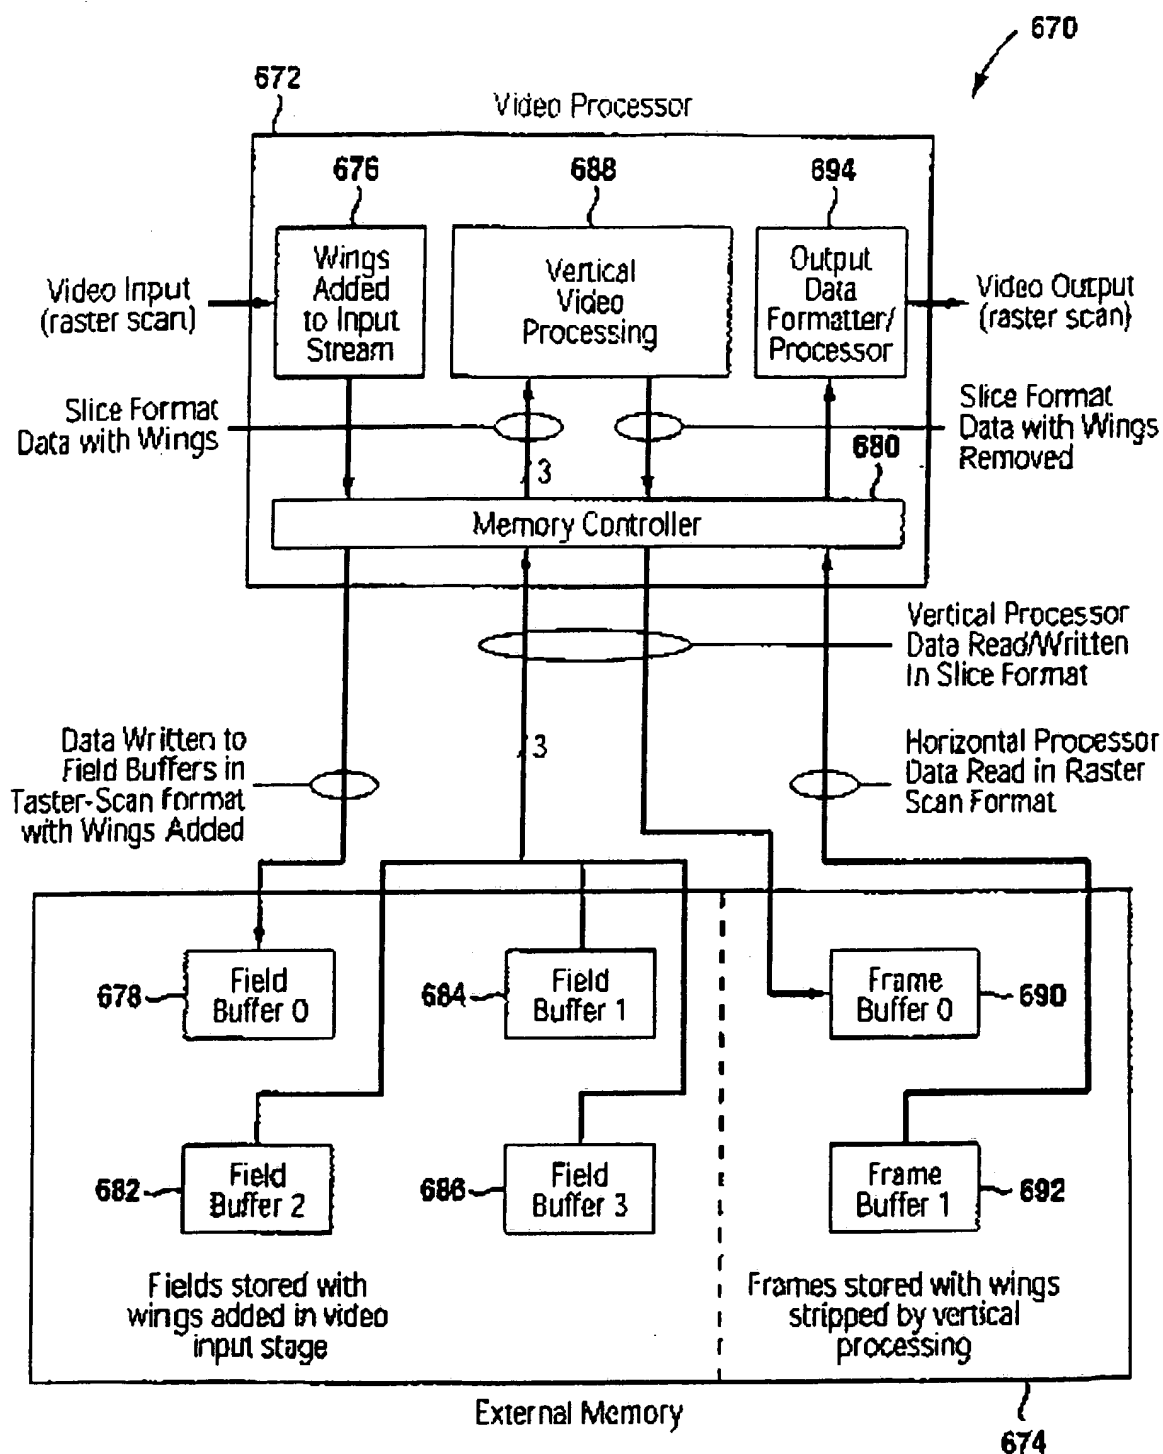 670
672
Video Processor
676
688
694
Wings
Added
to Input
Stream
Vertical
Video
Processing
Output
Data
Formatter/
Processor
Video Input
(raster scan)
Video Output
(raster scan)
Slice Format
Data with Wings
Slice Format
Data with Wings
Removed
3
680
Memory Controller
Vertical Processor
Data Read/Written
In Slice Format
Data Written to
Field Buffers in
Taster-Scan format
with Wings Added
3
Horizontal Processor
Data Read in Raster
Scan Format
678
Field
Buffer 0
684
Field
Buffer 1
Frame
Buffer 0
690
682
Field
Buffer 2
686
Field
Buffer 3
Frame
Buffer 1
692
Fields stored with
wings added in video
input stage
Frames stored with wings
stripped by vertical
processing
External Memory
674